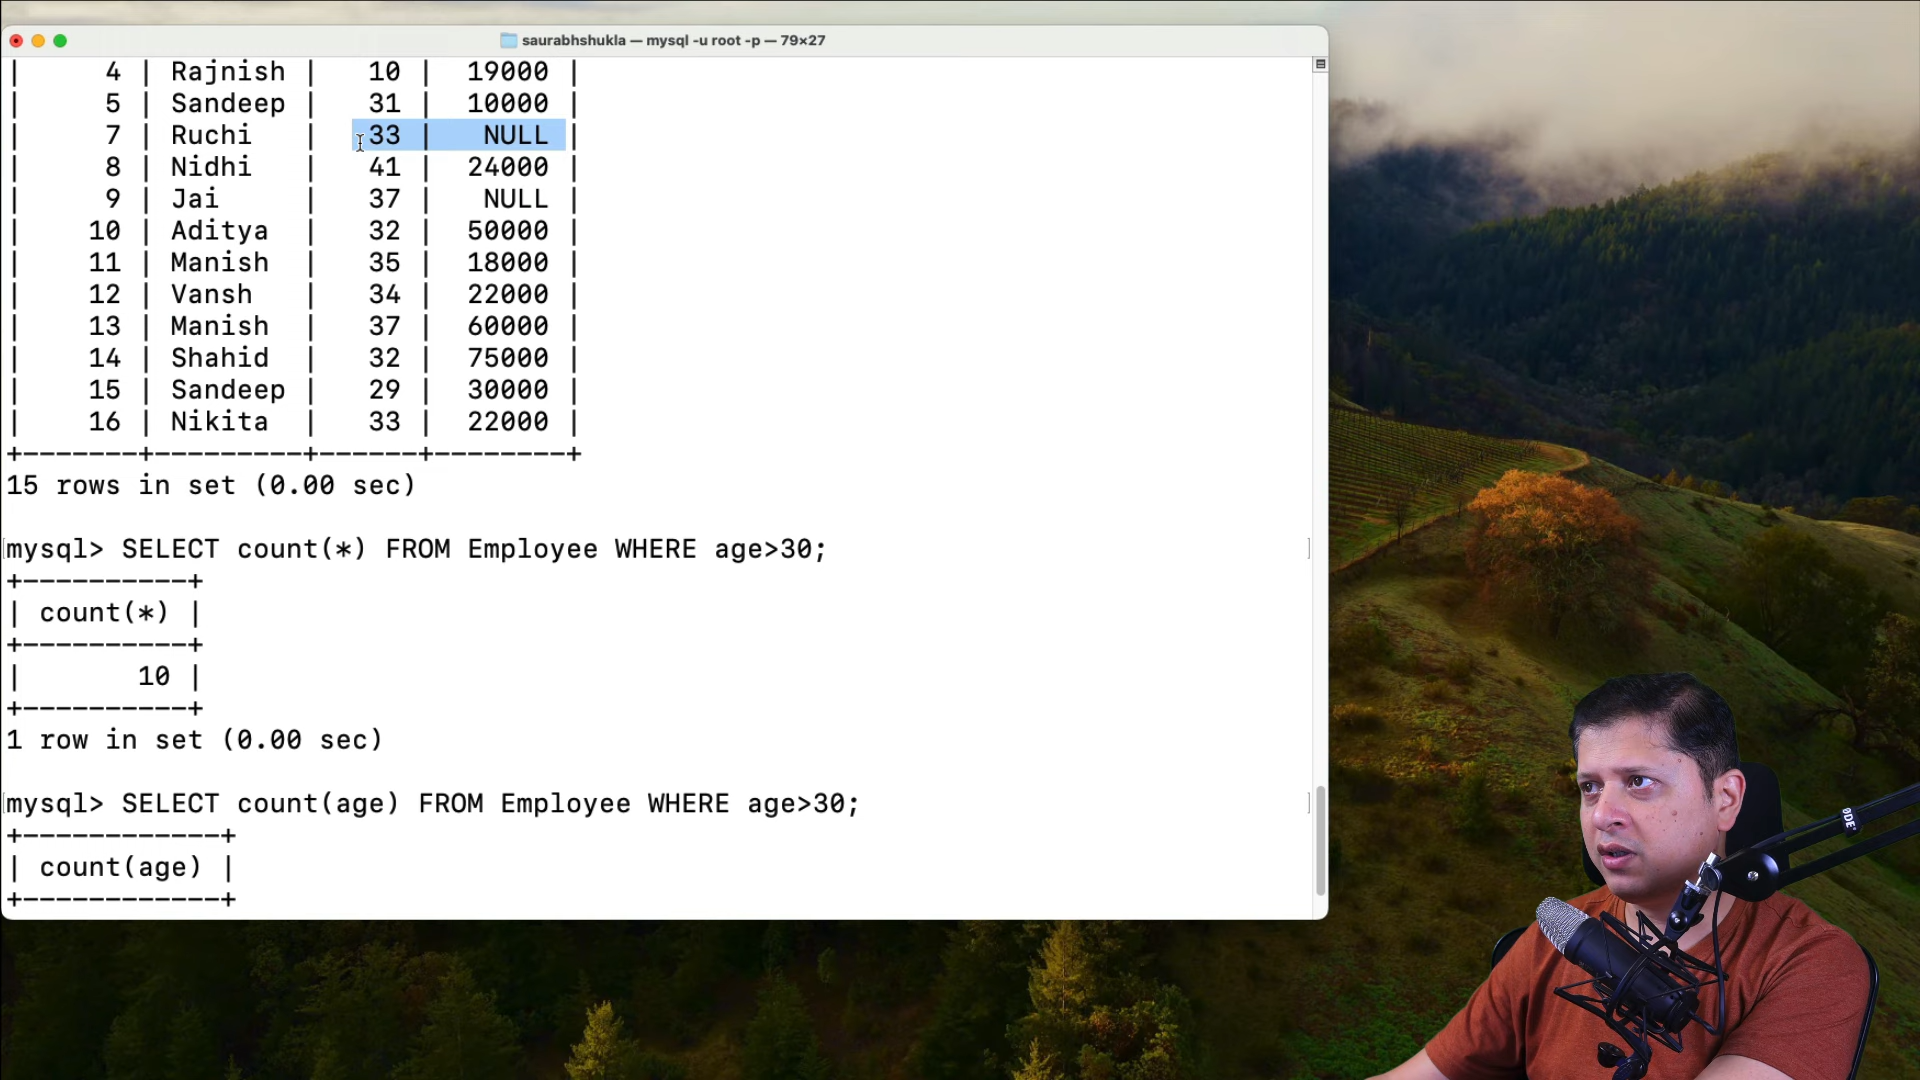 saurabhshukla — mysql -u root -p — 79×27
| 4 | Rajnish | 10 | 19000 |
| 5 | Sandeep | 31 | 10000 |
| 7 | Ruchi | 33 | NULL |
| 8 | Nidhi | 41 | 24000 |
| 9 | Jai | 37 | NULL |
| 10 | Aditya | 32 | 50000 |
| 11 | Manish | 35 | 18000 |
| 12 | Vansh | 34 | 22000 |
| 13 | Manish | 37 | 60000 |
| 14 | Shahid | 32 | 75000 |
| 15 | Sandeep | 29 | 30000 |
| 16 | Nikita | 33 | 22000 |
+--------+----------+-------+---------+
15 rows in set (0.00 sec)
mysql> SELECT count(*) FROM Employee WHERE age>30;
+----------+
| count(*) |
+----------+
| 10 |
+----------+
1 row in set (0.00 sec)
mysql> SELECT count(age) FROM Employee WHERE age>30;
+------------+
| count(age) |
+------------+